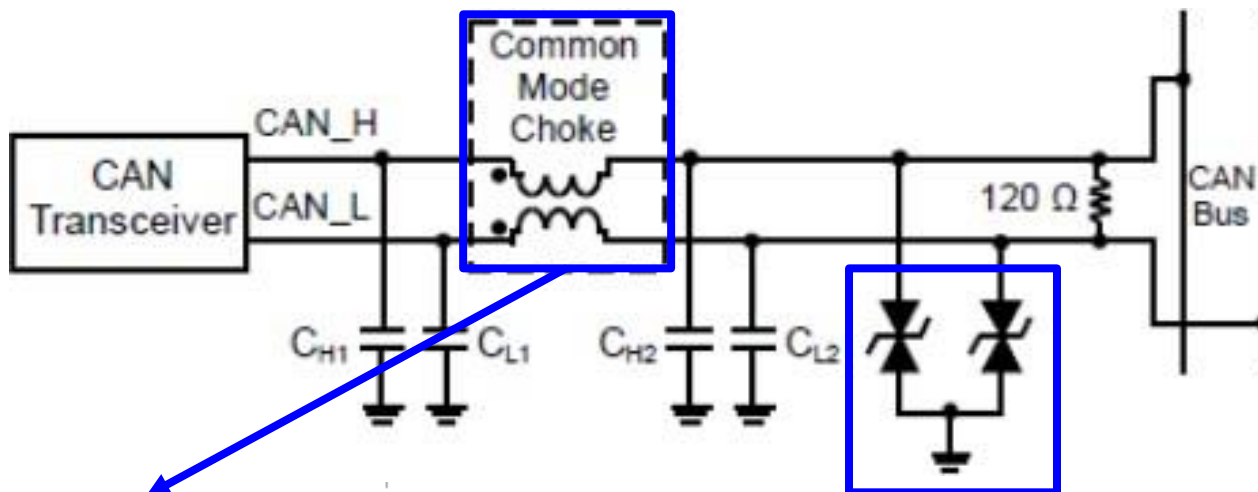 Common
Mode
Choke
CAN_H
CAN
Transceiver
CAN_L
120 Ω
CAN
Bus
CH1
CL1
CH2
CL2